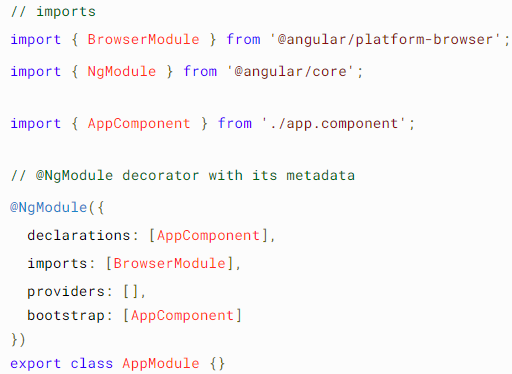 // imports
import { BrowserModule } from '@angular/platform-browser';
import { NgModule } from '@angular/core';
import { AppComponent } from './app.component';
// @NgModule decorator with its metadata
@NgModule({
  declarations: [AppComponent],
  imports: [BrowserModule],
  providers: [],
  bootstrap: [AppComponent]
})
export class AppModule {}